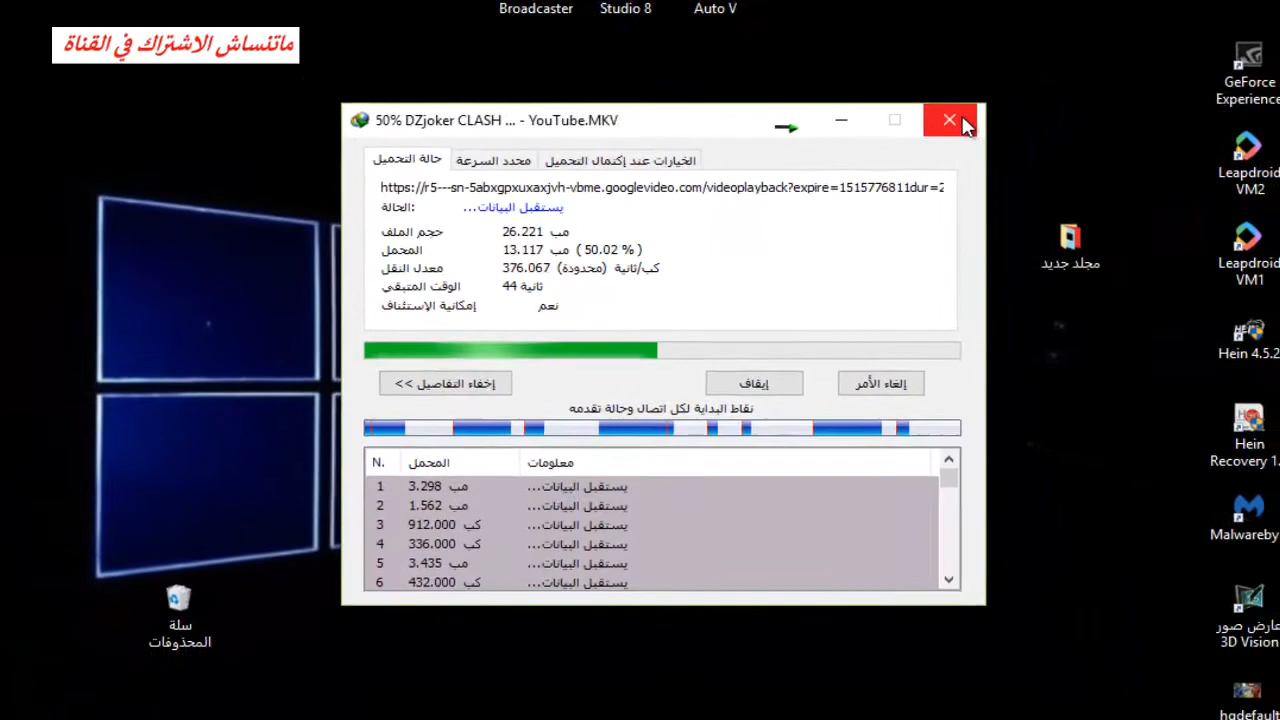 Broadcaster Studio 8 Auto V
ماتنساش الاشتراك في القناة
GeForce
Experience
50% DZjoker CLASH ... - YouTube.MKV
حالة التحميل
محدد السرعة
الخيارات عند إكتمال التحميل
https://r5---sn-5abxgpxuxaxjvh-vbme.googlevideo.com/videoplayback?expire=1515776811dur=2
الحالة: يستقبل البيانات...
حجم الملف 26.221 مب
المحمل 13.117 مب ( 50.02 % )
معدل النقل 376.067 كب/ثانية (محدودة)
الوقت المتبقي 44 ثانية
إمكانية الإستئناف نعم
إخفاء التفاصيل >>
إيقاف
إلغاء الأمر
نقاط البداية لكل اتصال وحالة تقدمه
N. المحمل معلومات
1 3.298 مب يستقبل البيانات...
2 1.562 مب يستقبل البيانات...
3 912.000 كب يستقبل البيانات...
4 336.000 كب يستقبل البيانات...
5 3.435 مب يستقبل البيانات...
6 432.000 كب يستقبل البيانات...
مجلد جديد
Leapdroid
VM2
Leapdroid
VM1
Hein 4.5.2
Hein
Recovery 1.
Malwareby
عارض صور
3D Vision
hqdefault
سلة
المحذوفات